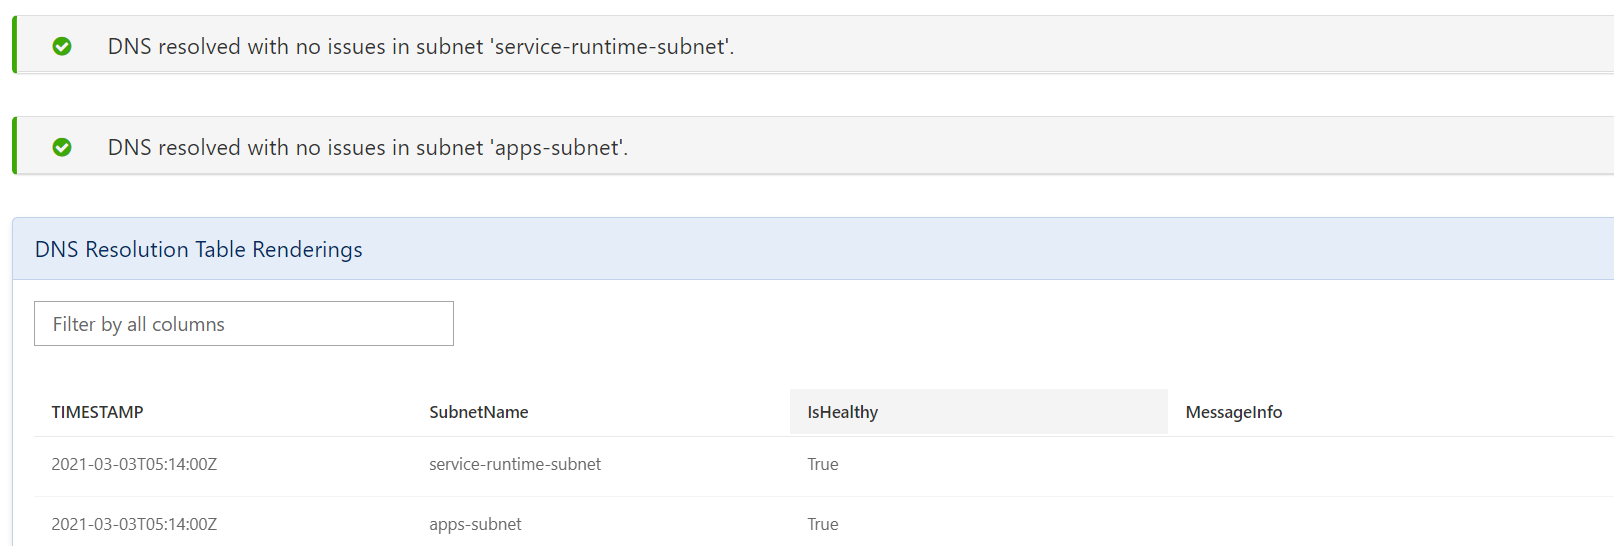 DNS resolved with no issues in subnet 'service-runtime-subnet'.
DNS resolved with no issues in subnet 'apps-subnet'.
DNS Resolution Table Renderings
Filter by all columns
TIMESTAMP SubnetName IsHealthy MessageInfo
2021-03-03T05:14:00Z service-runtime-subnet True
2021-03-03T05:14:00Z apps-subnet True